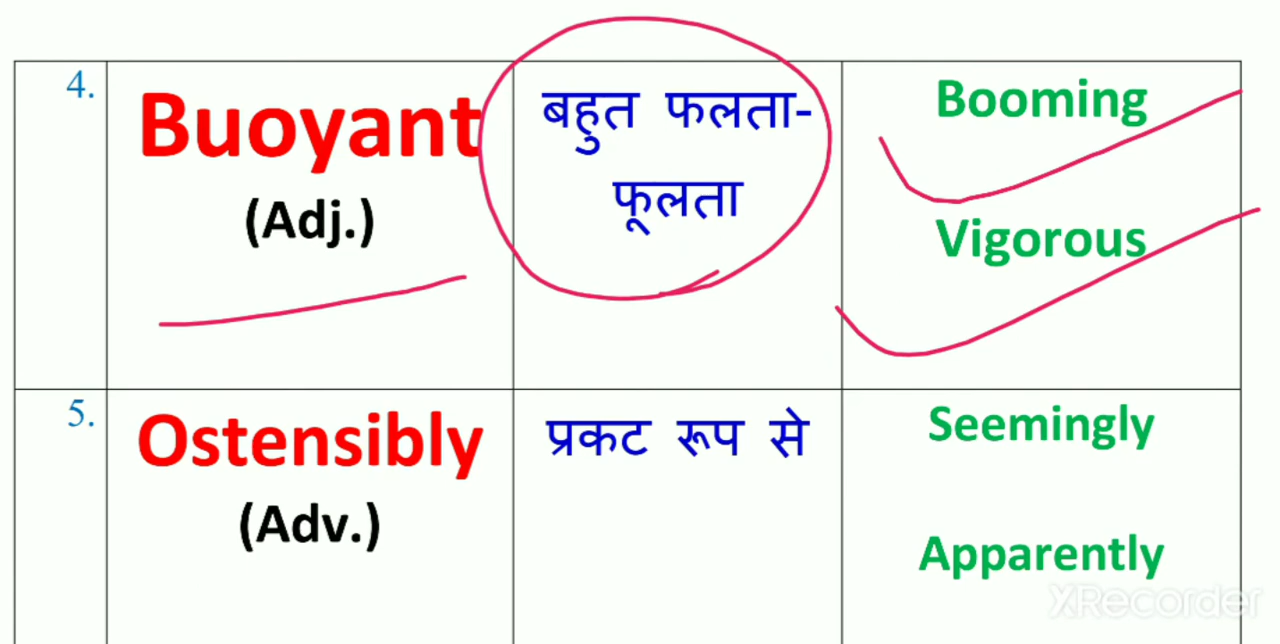 4.
Buoyant
(Adj.)
बहुत फलता-
फूलता
Booming
Vigorous
5.
Ostensibly
(Adv.)
प्रकट रूप से
Seemingly
Apparently
XRecorder